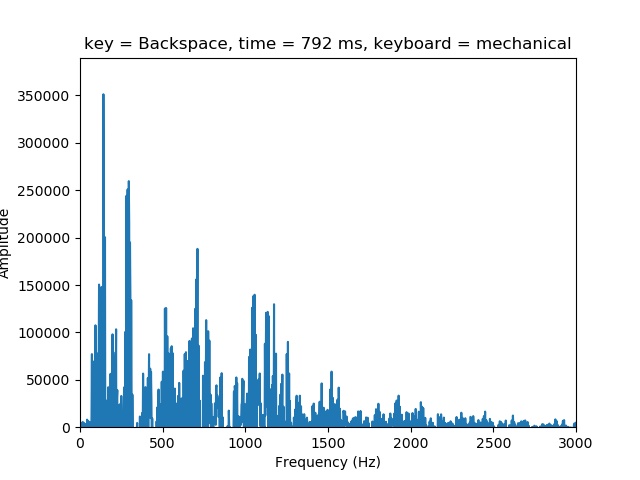 key = Backspace, time = 792 ms, keyboard = mechanical
350000
300000
250000
200000
150000
100000
50000
0
Amplitude
0 500 1000 1500 2000 2500 3000
Frequency (Hz)